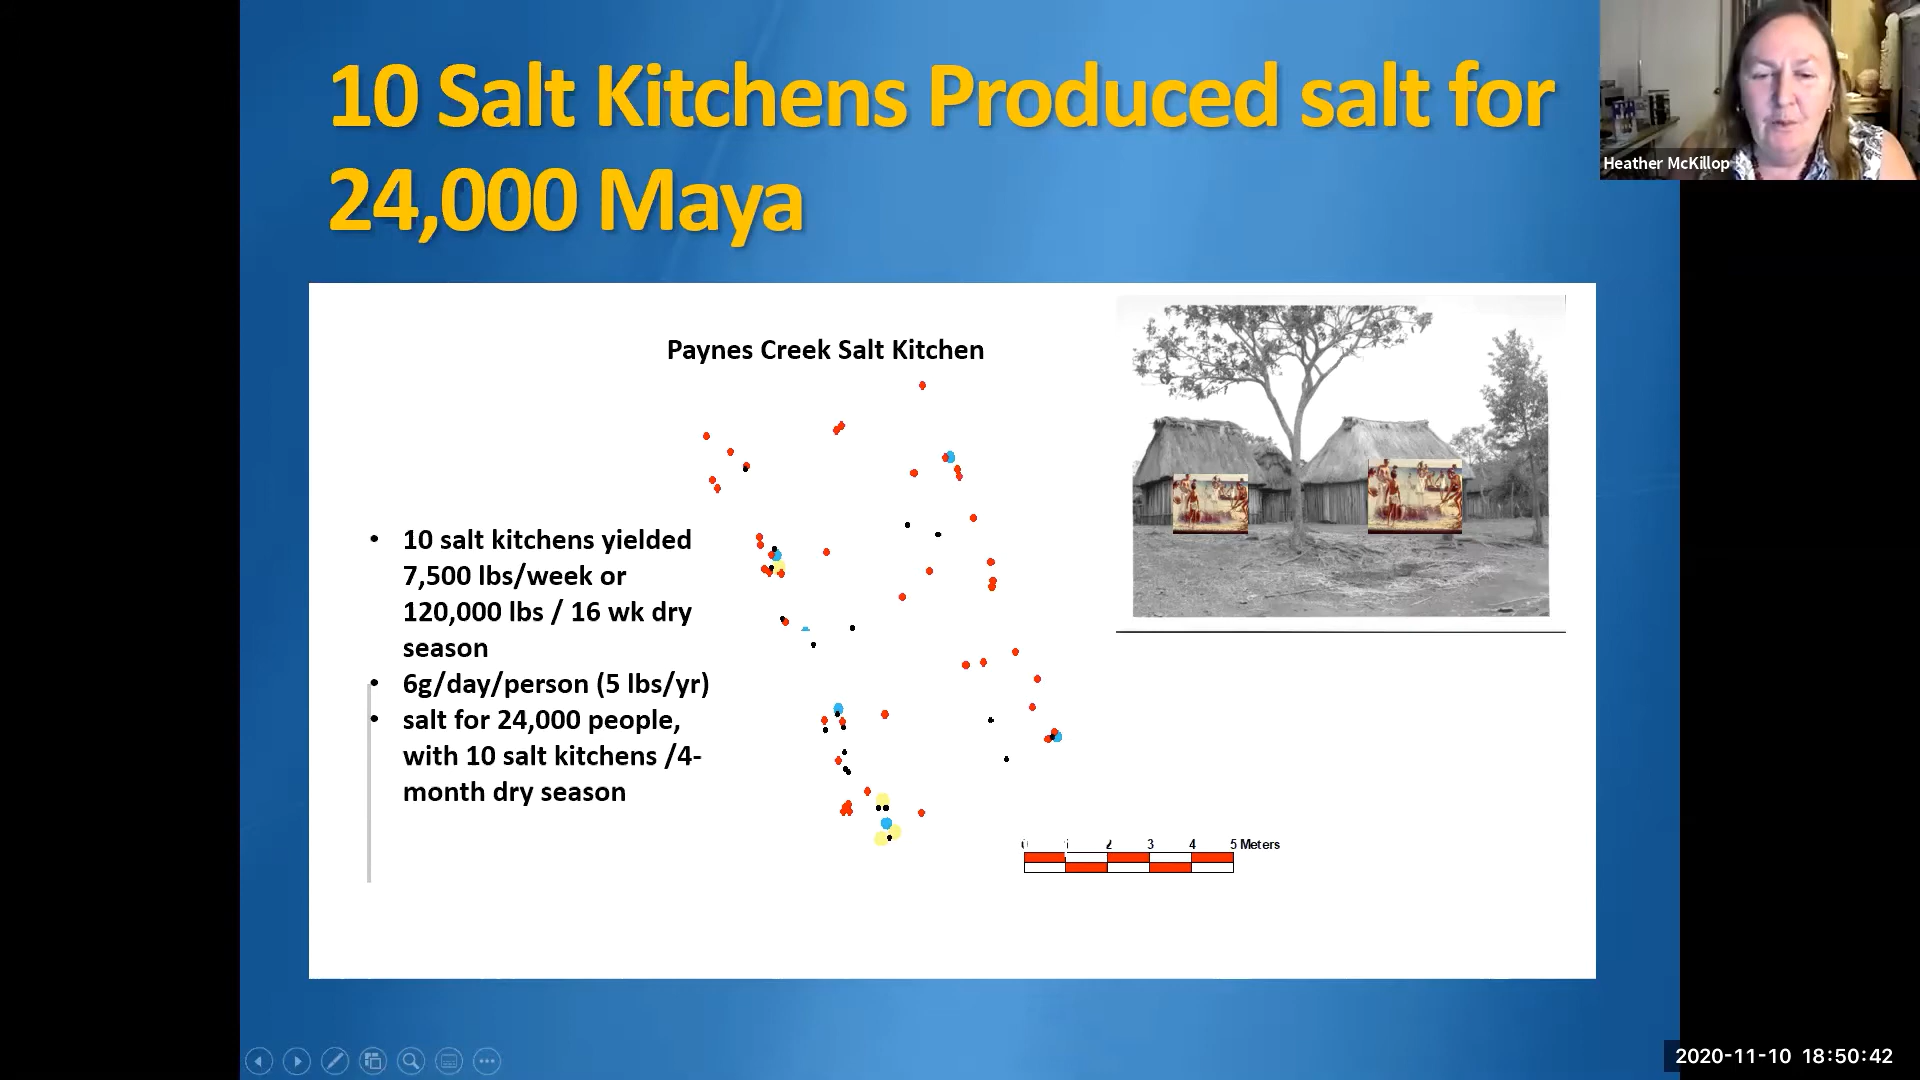 10 Salt Kitchens Produced salt for
24,000 Maya
Heather McKillop
Paynes Creek Salt Kitchen
• 10 salt kitchens yielded
7,500 lbs/week or
120,000 lbs / 16 wk dry
season
• 6g/day/person (5 lbs/yr)
• salt for 24,000 people,
with 10 salt kitchens /4-
month dry season
0 1 2 3 4 5 Meters
2020-11-10 18:50:42